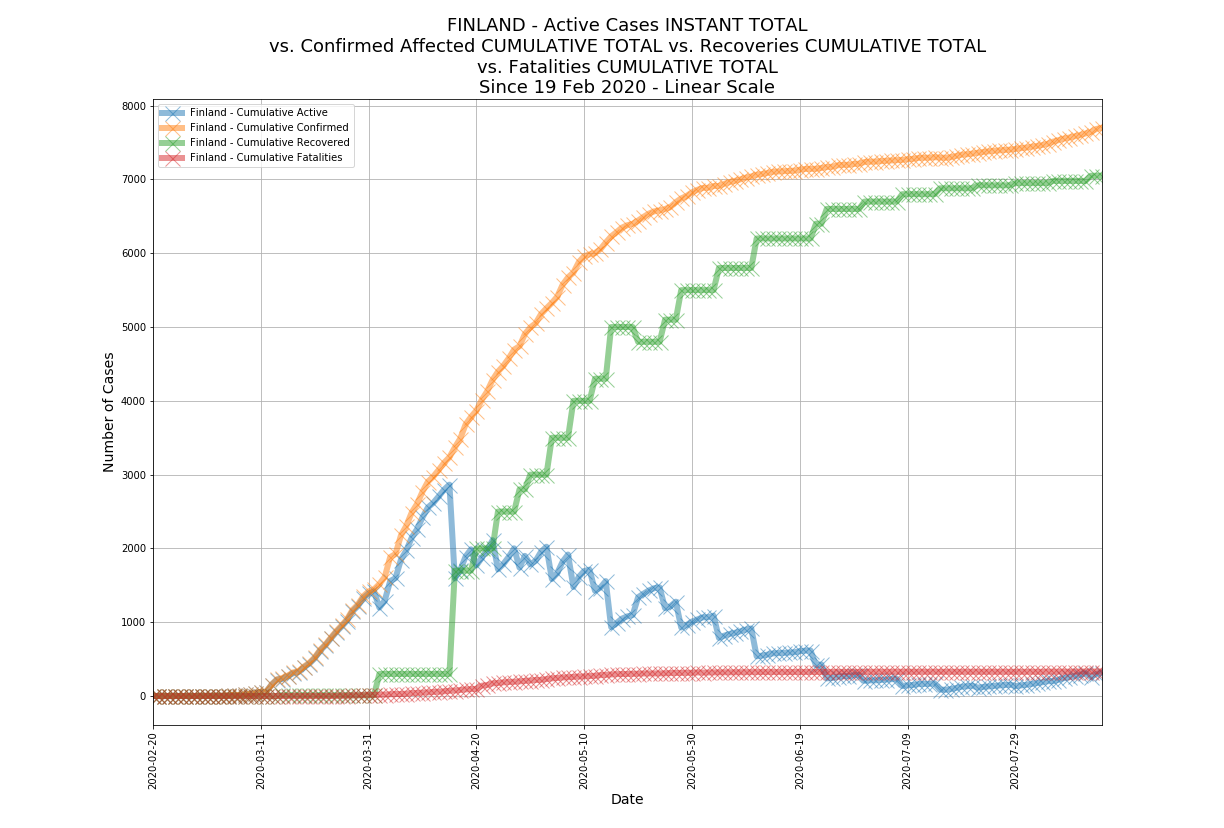 FINLAND - Active Cases INSTANT TOTAL
vs. Confirmed Affected CUMULATIVE TOTAL vs. Recoveries CUMULATIVE TOTAL
vs. Fatalities CUMULATIVE TOTAL
Since 19 Feb 2020 - Linear Scale
Finland - Cumulative Active
Finland - Cumulative Confirmed
Finland - Cumulative Recovered
Finland - Cumulative Fatalities
Number of Cases
8000
7000
6000
5000
4000
3000
2000
1000
0
2020-02-20
2020-03-11
2020-03-31
2020-04-20
2020-05-10
2020-05-30
2020-06-19
2020-07-09
2020-07-29
Date